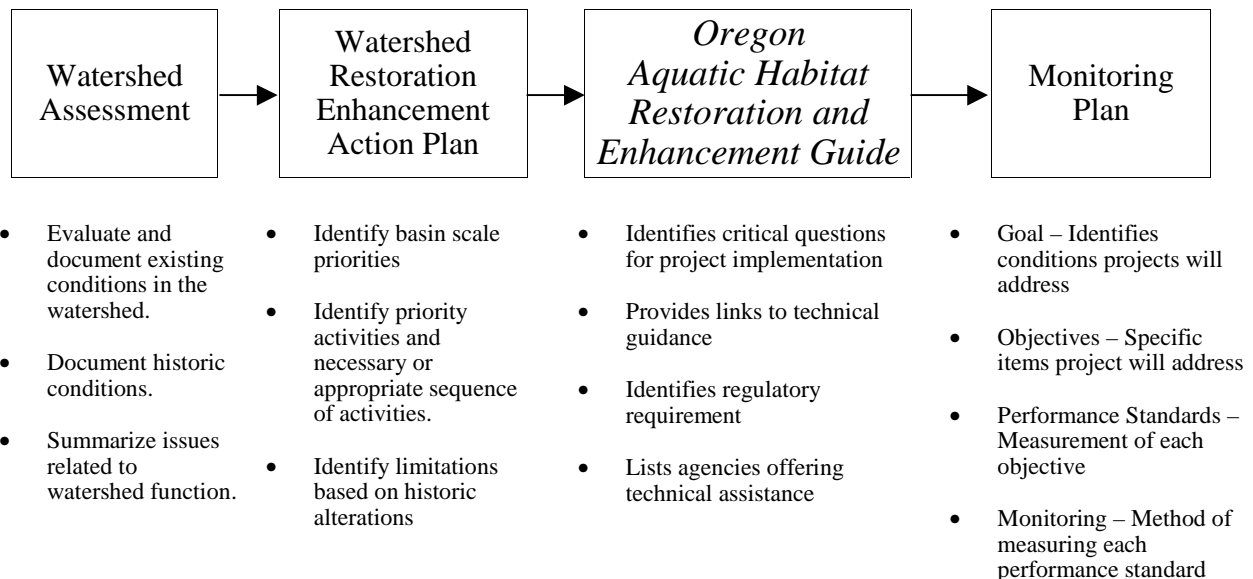 Watershed
Assessment
Watershed
Restoration
Enhancement
Action Plan
Oregon
Aquatic Habitat
Restoration and
Enhancement Guide
Monitoring
Plan
• Evaluate and
document existing
conditions in the
watershed.
• Document historic
conditions.
• Summarize issues
related to
watershed function.
• Identify basin scale
priorities
• Identify priority
activities and
necessary or
appropriate sequence
of activities.
• Identify limitations
based on historic
alterations
• Identifies critical questions
for project implementation
• Provides links to technical
guidance
• Identifies regulatory
requirement
• Lists agencies offering
technical assistance
• Goal – Identifies
conditions projects will
address
• Objectives – Specific
items project will address
• Performance Standards –
Measurement of each
objective
• Monitoring – Method of
measuring each
performance standard